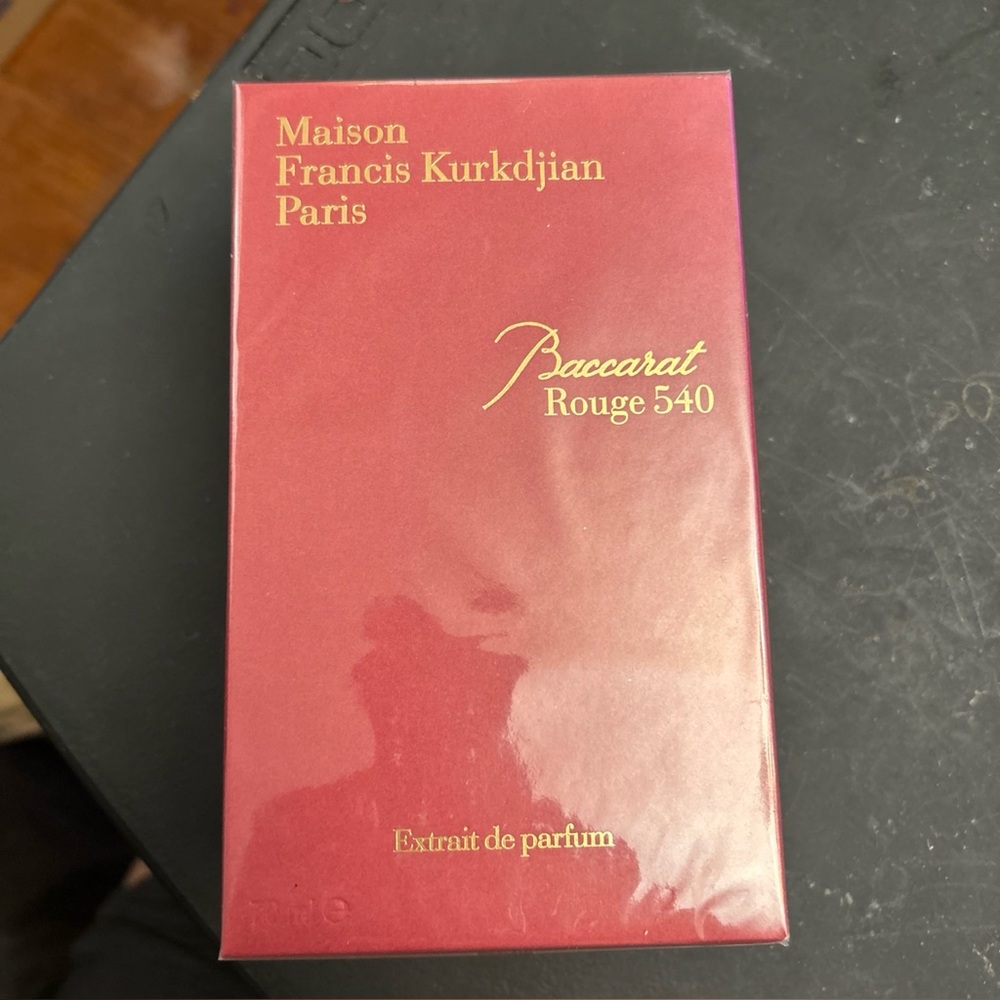 Maison
Francis Kurkdjian
Paris
Baccarat
Rouge 540
Extrait de parfum